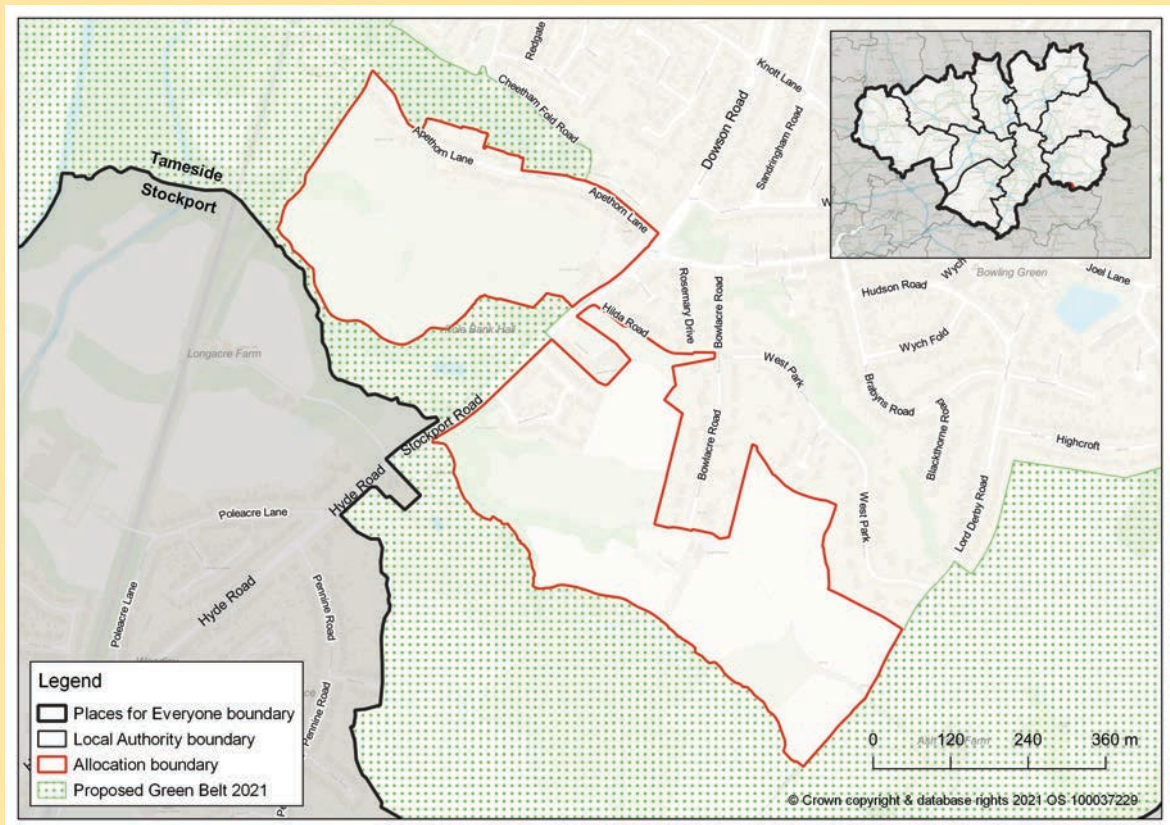 Redgate
Knott Lane
Cheetham Fold Road
Dowson Road
Sandringham Road
Apethorn Lane
Tameside
Stockport
Apethorn Lane
W
Wych
Bowling Green
Joel Lane
Hudson Road
Rosemary Drive
Bowlacre Road
Hilda Road
Wych Fold
West Park
Longacre Farm
Brabyns Road
Blackthorne Road
Stockport Road
Bowlacre Road
Highcroft
Hyde Road
Poleacre Lane
West Park
Lord Derby Road
Hyde Road
Pennine Road
Poleacre Lane
Pennine Road
Legend
Places for Everyone boundary
Local Authority boundary
Allocation boundary
Proposed Green Belt 2021
0 120 240 360 m
© Crown copyright & database rights 2021 OS 100037229